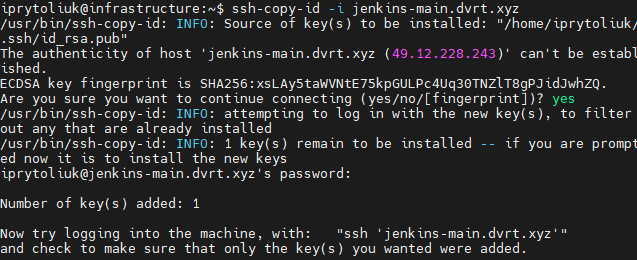 iprytoliuk@infrastructure:~$ ssh-copy-id -i jenkins-main.dvrt.xyz
/usr/bin/ssh-copy-id: INFO: Source of key(s) to be installed: "/home/iprytoliuk/
.ssh/id_rsa.pub"
The authenticity of host 'jenkins-main.dvrt.xyz (49.12.228.243)' can't be establ
ished.
ECDSA key fingerprint is SHA256:xsLAy5taWVNtE75kpGULPc4Uq30TNZlT8gPJidJwhZQ.
Are you sure you want to continue connecting (yes/no/[fingerprint])? yes
/usr/bin/ssh-copy-id: INFO: attempting to log in with the new key(s), to filter
out any that are already installed
/usr/bin/ssh-copy-id: INFO: 1 key(s) remain to be installed -- if you are prompt
ed now it is to install the new keys
iprytoliuk@jenkins-main.dvrt.xyz's password:
Number of key(s) added: 1
Now try logging into the machine, with:   "ssh 'jenkins-main.dvrt.xyz'"
and check to make sure that only the key(s) you wanted were added.